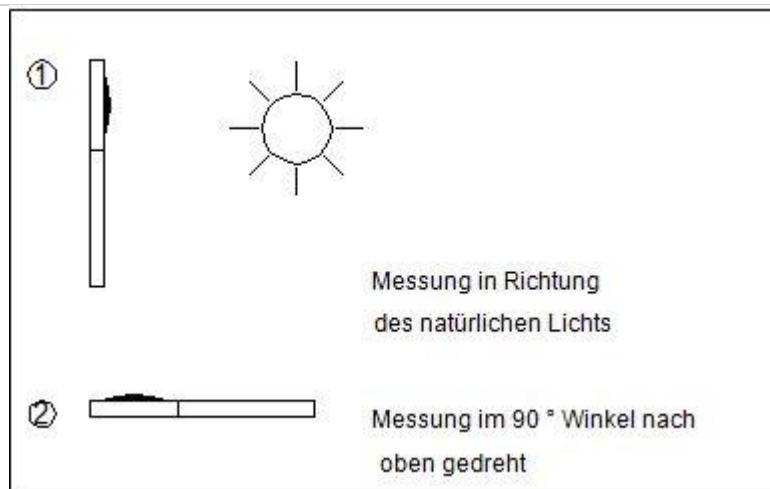 ①
Messung in Richtung
des natürlichen Lichts
②
Messung im 90 ° Winkel nach
oben gedreht